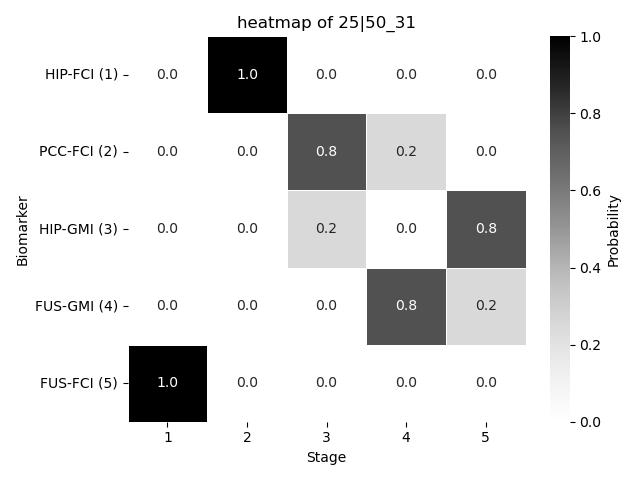 heatmap of 25|50_31
HIP-FCI (1) 0.0 1.0 0.0 0.0 0.0
PCC-FCI (2) 0.0 0.0 0.8 0.2 0.0
HIP-GMI (3) 0.0 0.0 0.2 0.0 0.8
FUS-GMI (4) 0.0 0.0 0.0 0.8 0.2
FUS-FCI (5) 1.0 0.0 0.0 0.0 0.0
1 2 3 4 5
Stage
Biomarker
1.0
0.8
0.6
0.4
0.2
0.0
Probability